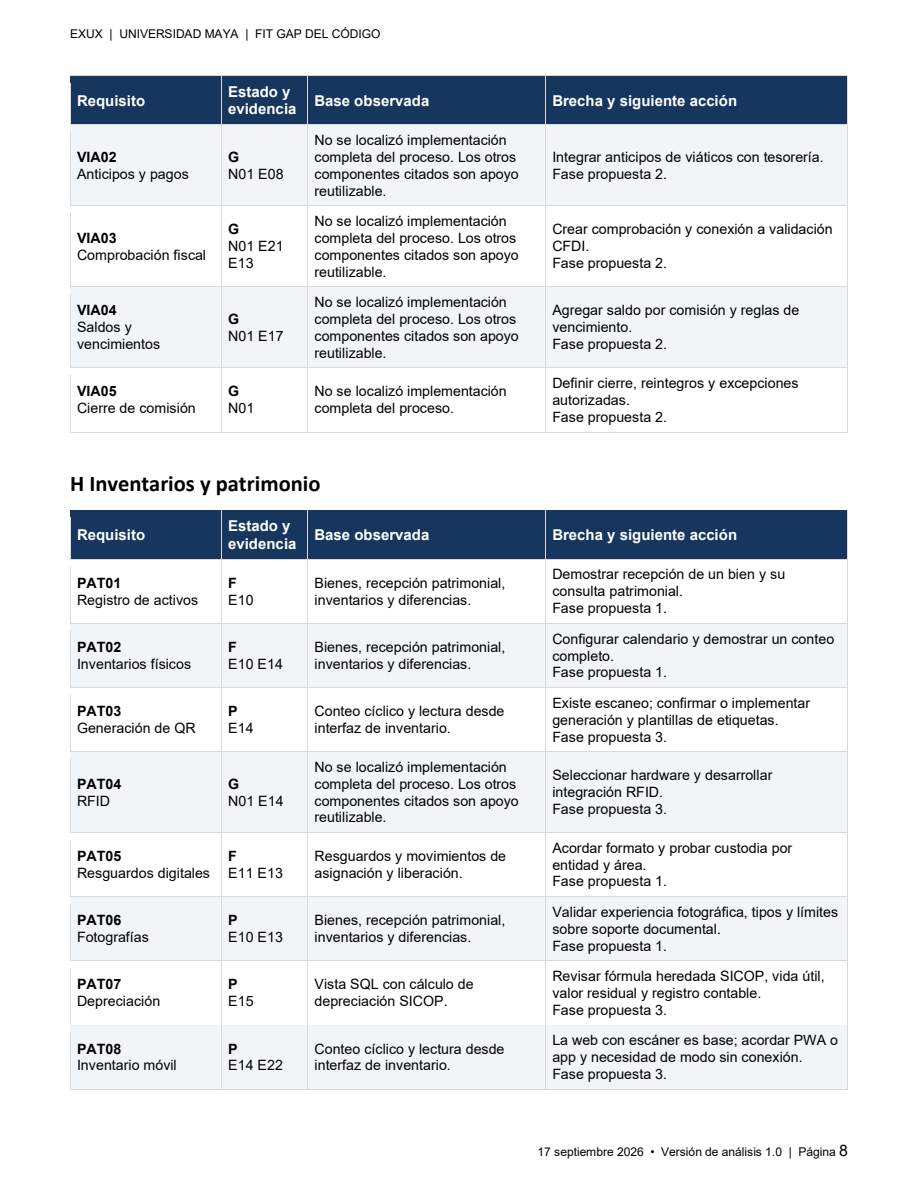 EXUX | UNIVERSIDAD MAYA | FIT GAP DEL CÓDIGO
Requisito
Estado y
evidencia
Base observada
Brecha y siguiente acción
VIA02
Anticipos y pagos
G
N01 E08
No se localizó implementación
completa del proceso. Los otros
componentes citados son apoyo
reutilizable.
Integrar anticipos de viáticos con tesorería.
Fase propuesta 2.
VIA03
Comprobación fiscal
G
N01 E21
E13
No se localizó implementación
completa del proceso. Los otros
componentes citados son apoyo
reutilizable.
Crear comprobación y conexión a validación
CFDI.
Fase propuesta 2.
VIA04
Saldos y
vencimientos
G
N01 E17
No se localizó implementación
completa del proceso. Los otros
componentes citados son apoyo
reutilizable.
Agregar saldo por comisión y reglas de
vencimiento.
Fase propuesta 2.
VIA05
Cierre de comisión
G
N01
No se localizó implementación
completa del proceso.
Definir cierre, reintegros y excepciones
autorizadas.
Fase propuesta 2.
H Inventarios y patrimonio
Requisito
Estado y
evidencia
Base observada
Brecha y siguiente acción
PAT01
Registro de activos
F
E10
Bienes, recepción patrimonial,
inventarios y diferencias.
Demostrar recepción de un bien y su
consulta patrimonial.
Fase propuesta 1.
PAT02
Inventarios físicos
F
E10 E14
Bienes, recepción patrimonial,
inventarios y diferencias.
Configurar calendario y demostrar un conteo
completo.
Fase propuesta 1.
PAT03
Generación de QR
P
E14
Conteo cíclico y lectura desde
interfaz de inventario.
Existe escaneo; confirmar o implementar
generación y plantillas de etiquetas.
Fase propuesta 3.
PAT04
RFID
G
N01 E14
No se localizó implementación
completa del proceso. Los otros
componentes citados son apoyo
reutilizable.
Seleccionar hardware y desarrollar
integración RFID.
Fase propuesta 3.
PAT05
Resguardos digitales
F
E11 E13
Resguardos y movimientos de
asignación y liberación.
Acordar formato y probar custodia por
entidad y área.
Fase propuesta 1.
PAT06
Fotografías
P
E10 E13
Bienes, recepción patrimonial,
inventarios y diferencias.
Validar experiencia fotográfica, tipos y límites
sobre soporte documental.
Fase propuesta 1.
PAT07
Depreciación
P
E15
Vista SQL con cálculo de
depreciación SICOP.
Revisar fórmula heredada SICOP, vida útil,
valor residual y registro contable.
Fase propuesta 3.
PAT08
Inventario móvil
P
E14 E22
Conteo cíclico y lectura desde
interfaz de inventario.
La web con escáner es base; acordar PWA o
app y necesidad de modo sin conexión.
Fase propuesta 3.
17 septiembre 2026 • Versión de análisis 1.0 | Página 8